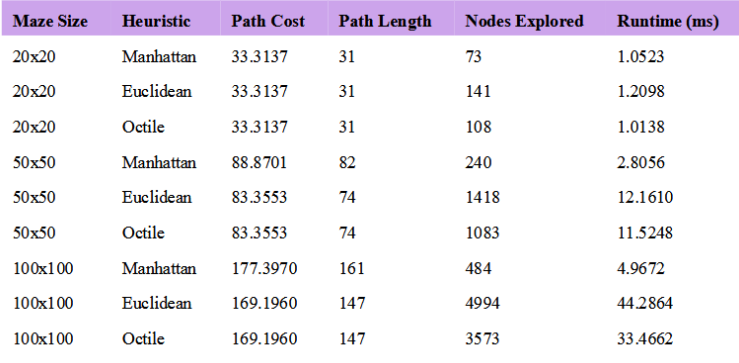 Maze Size Heuristic Path Cost Path Length Nodes Explored Runtime (ms)
20x20 Manhattan 33.3137 31 73 1.0523
20x20 Euclidean 33.3137 31 141 1.2098
20x20 Octile 33.3137 31 108 1.0138
50x50 Manhattan 88.8701 82 240 2.8056
50x50 Euclidean 83.3553 74 1418 12.1610
50x50 Octile 83.3553 74 1083 11.5248
100x100 Manhattan 177.3970 161 484 4.9672
100x100 Euclidean 169.1960 147 4994 44.2864
100x100 Octile 169.1960 147 3573 33.4662